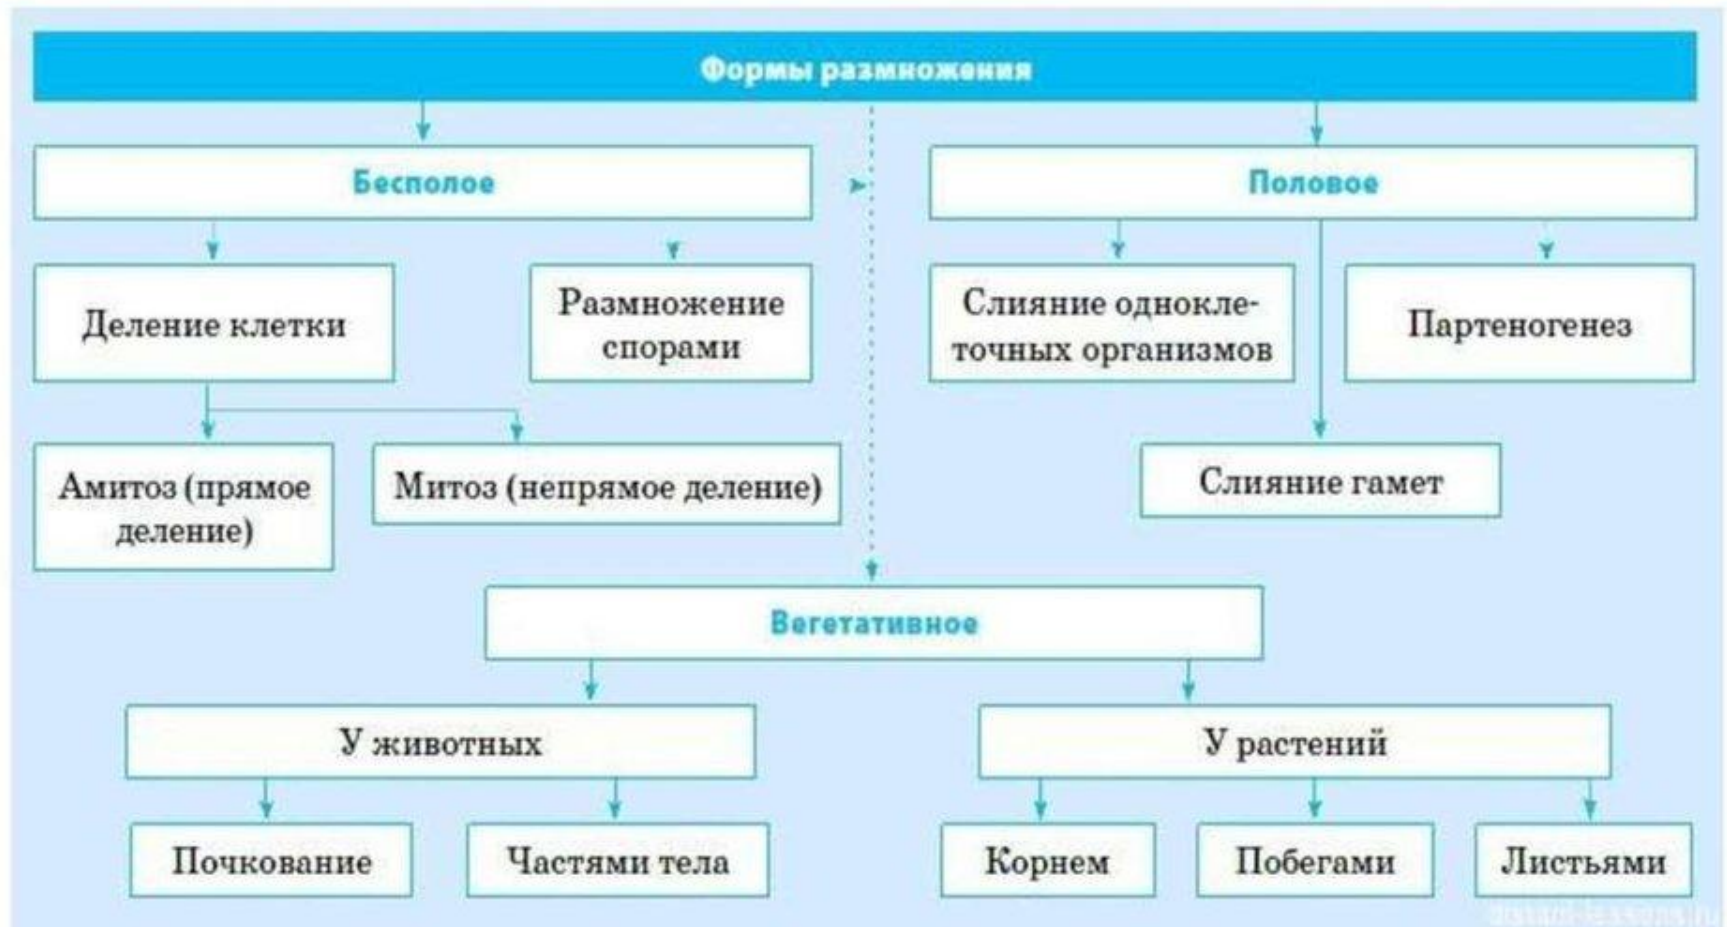 Формы размножения
Бесполое
Половое
Деление клетки
Размножение
спорами
Слияние однокле-
точных организмов
Партеногенез
Амитоз (прямое
деление)
Митоз (непрямое деление)
Слияние гамет
Вегетативное
У животных
У растений
Почкование
Частями тела
Корнем
Побегами
Листьями